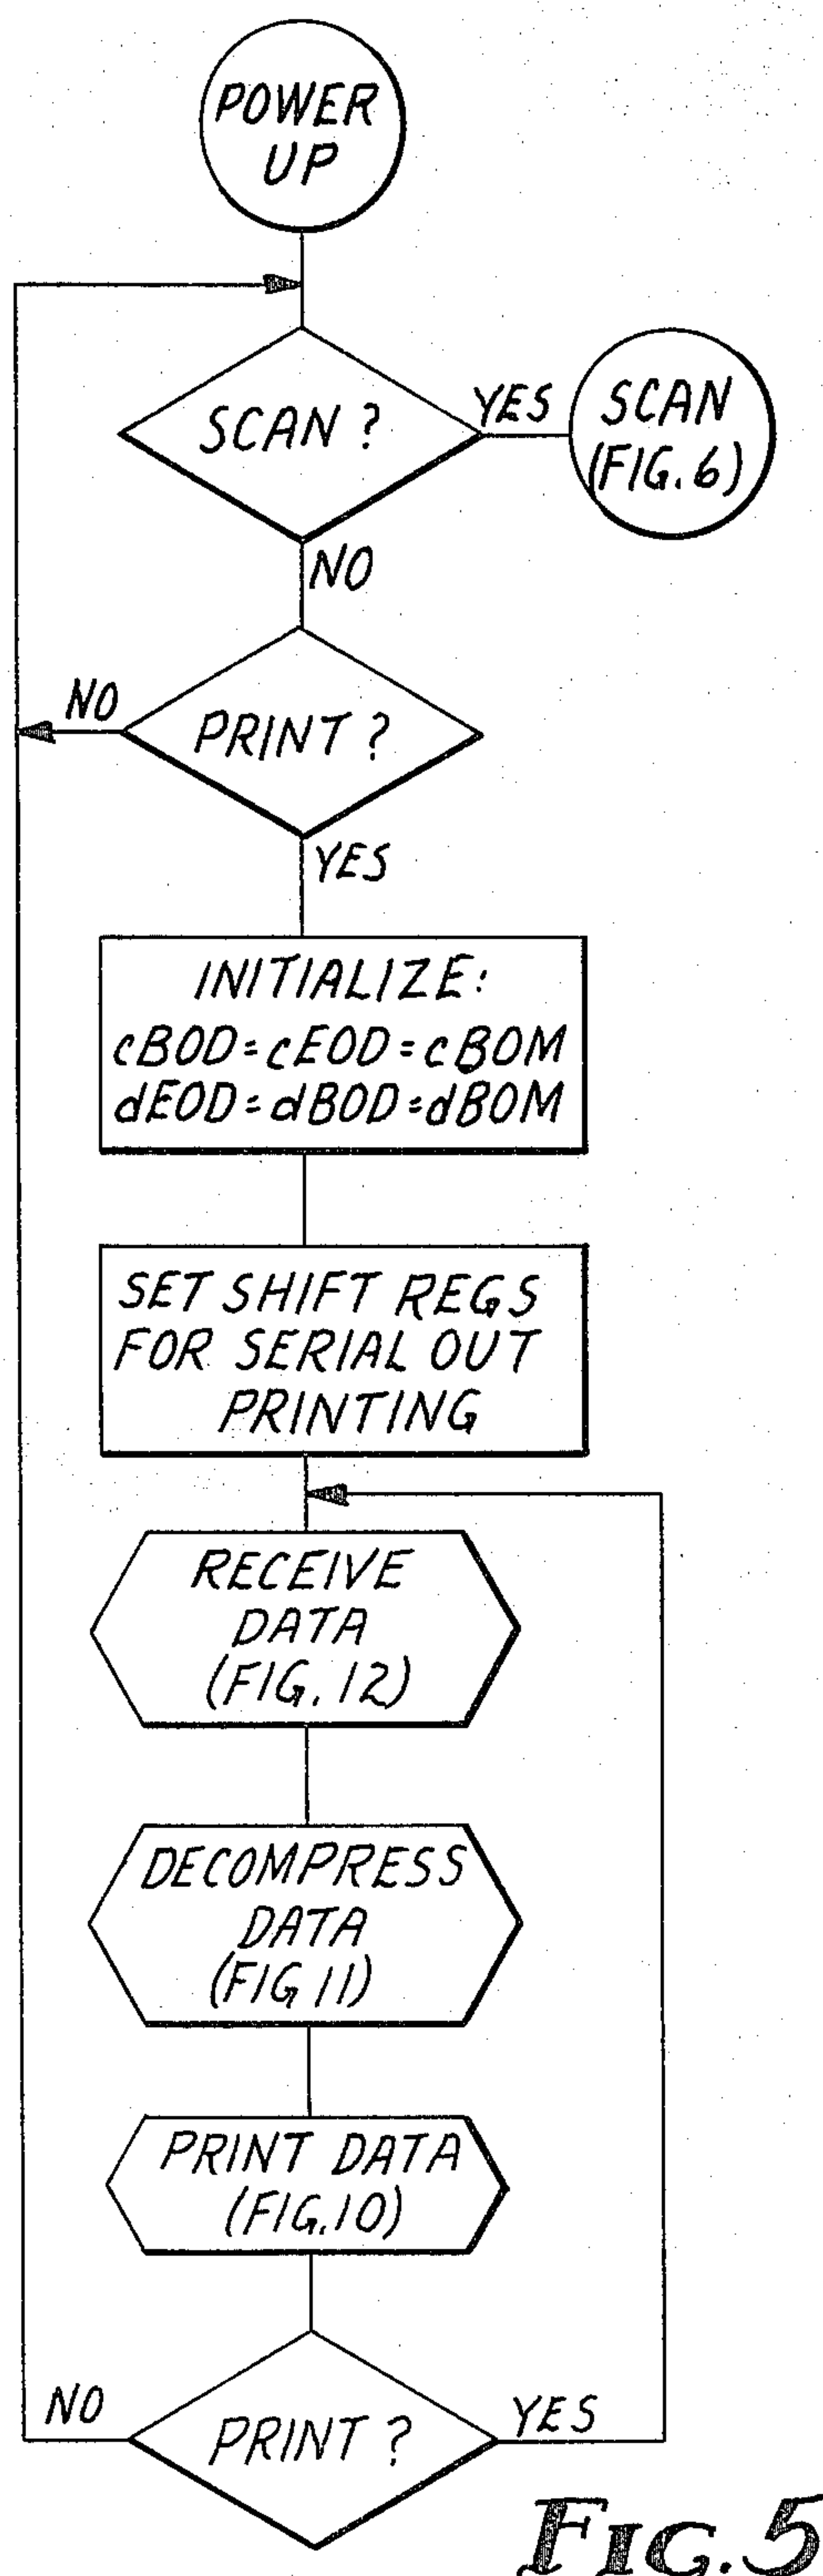 POWER
UP
SCAN ?
YES
SCAN
(FIG. 6)
NO
PRINT ?
NO
YES
INITIALIZE:
cBOD = cEOD = cBOM
dEOD = dBOD = dBOM
SET SHIFT REGS
FOR SERIAL OUT
PRINTING
RECEIVE
DATA
(FIG. 12)
DECOMPRESS
DATA
(FIG 11)
PRINT DATA
(FIG. 10)
PRINT ?
NO
YES
FIG. 5